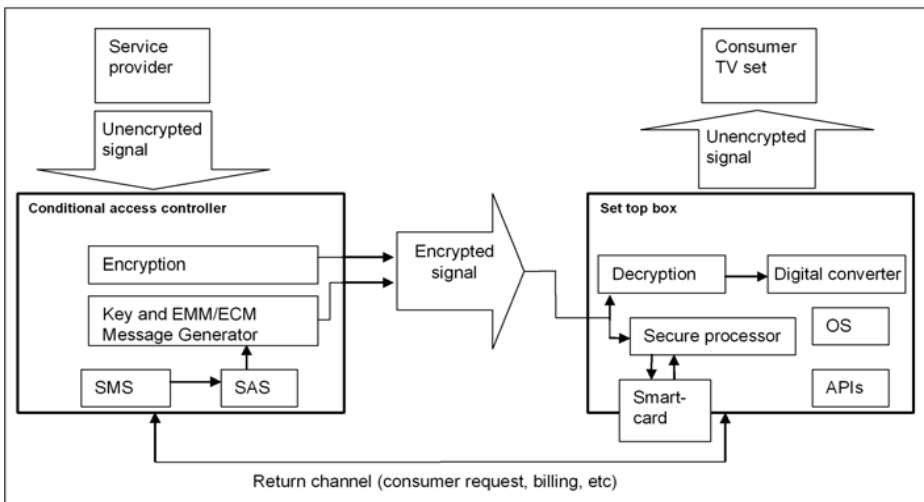 Service
provider
Unencrypted
signal
Conditional access controller
Encryption
Key and EMM/ECM
Message Generator
SMS
SAS
Encrypted
signal
Consumer
TV set
Unencrypted
signal
Set top box
Decryption
Digital converter
Secure processor
OS
Smart-
card
APIs
Return channel (consumer request, billing, etc)